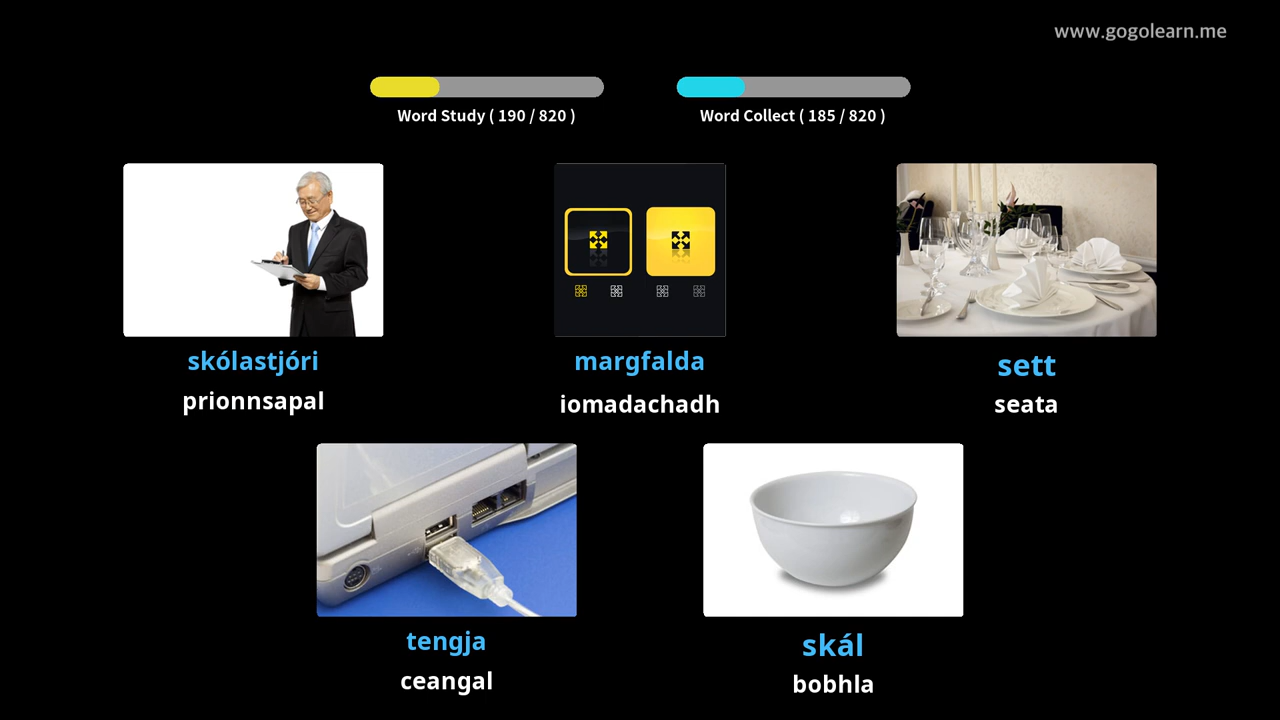 www.gogolearn.me
Word Study ( 190 / 820 )
Word Collect ( 185 / 820 )
skólastjóri
prionnsapal
margfalda
iomadachadh
sett
seata
tengja
ceangal
skál
bobhla